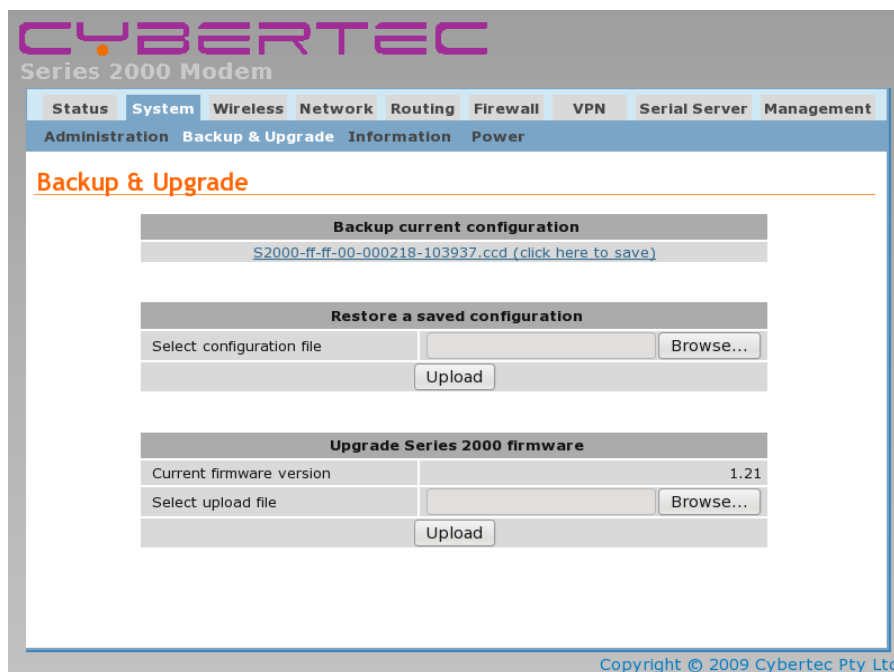 CYBERTEC
Series 2000 Modem
Status System Wireless Network Routing Firewall VPN Serial Server Management
Administration Backup & Upgrade Information Power
Backup & Upgrade
Backup current configuration
S2000-ff-ff-00-000218-103937.ccd (click here to save)
Restore a saved configuration
Select configuration file Browse...
Upload
Upgrade Series 2000 firmware
Current firmware version 1.21
Select upload file Browse...
Upload
Copyright © 2009 Cybertec Pty Ltd